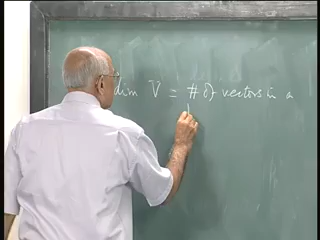 dim V = # of vectors in a